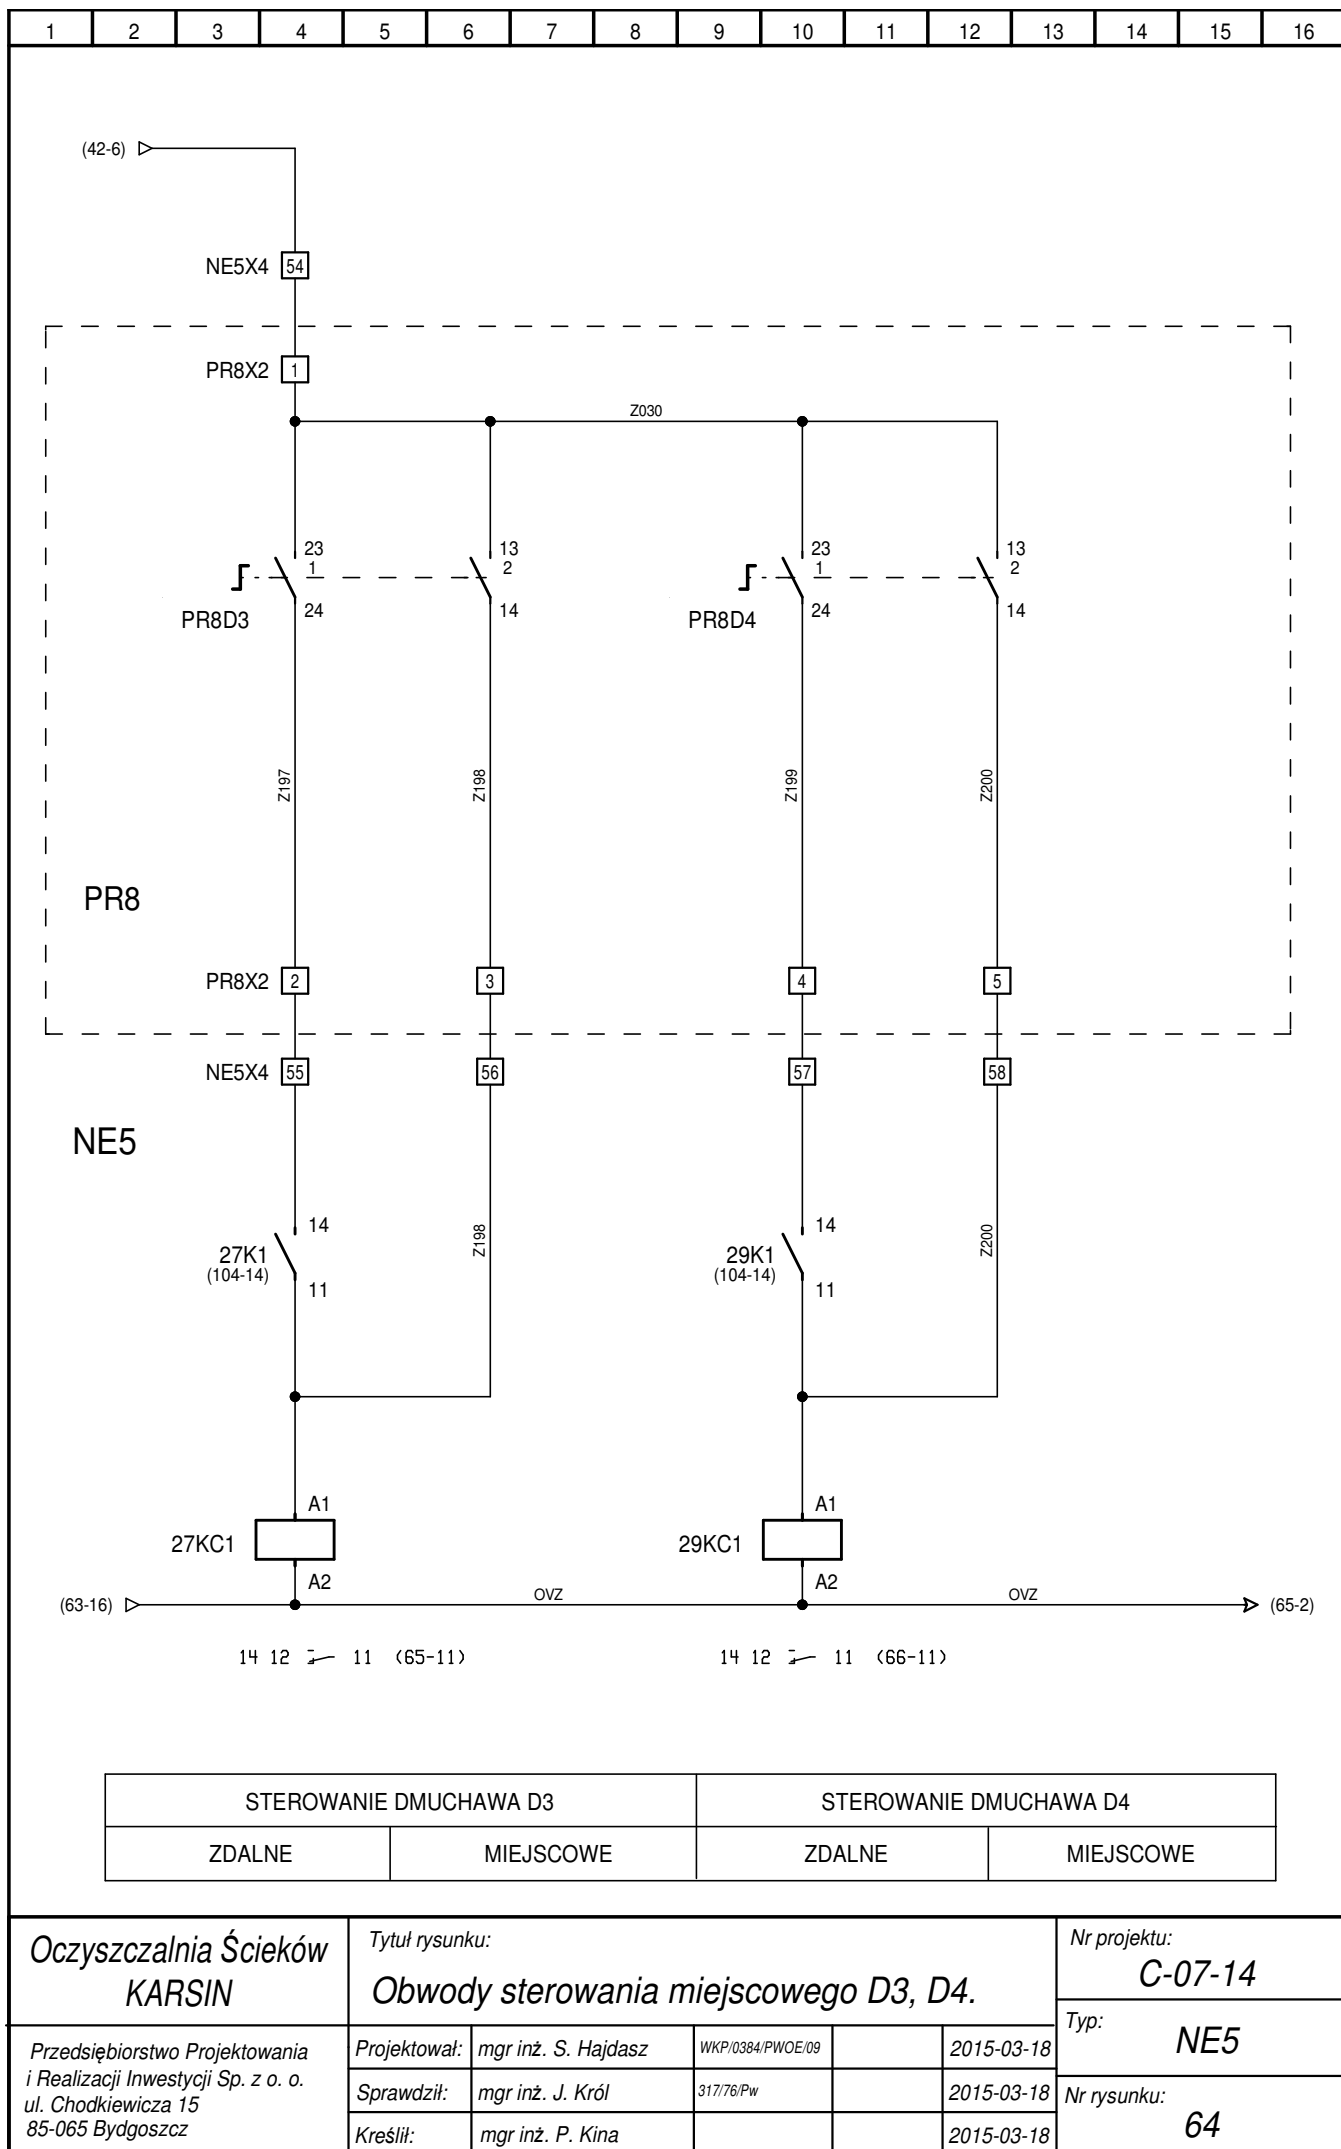 1 2 3 4 5 6 7 8 9 10 11 12 13 14 15 16
(42-6)
NE5X4 54
PR8X2 1
Z030
23 13 23 13
1 2 1 2
PR8D3 24 14 PR8D4 24 14
Z197 Z198 Z199 Z200
PR8
PR8X2 2 3 4 5
NE5X4 55 56 57 58
NE5
14 14
27K1 Z198 29K1 Z200
(104-14) (104-14)
11 11
A1 A1
27KC1 29KC1
A2 A2
(63-16) OVZ OVZ (65-2)
14 12 11 (65-11) 14 12 11 (66-11)
STEROWANIE DMUCHAWA D3 STEROWANIE DMUCHAWA D4
ZDALNE MIEJSCOWE ZDALNE MIEJSCOWE
Oczyszczalnia Ścieków
KARSIN
Tytuł rysunku:
Obwody sterowania miejscowego D3, D4.
Nr projektu:
C-07-14
Typ:
NE5
Nr rysunku:
64
Przedsiębiorstwo Projektowania
i Realizacji Inwestycji Sp. z o. o.
ul. Chodkiewicza 15
85-065 Bydgoszcz
Projektował: mgr inż. S. Hajdasz WKP/0384/PWOE/09 2015-03-18
Sprawdził: mgr inż. J. Król 317/76/Pw 2015-03-18
Kreślił: mgr inż. P. Kina 2015-03-18